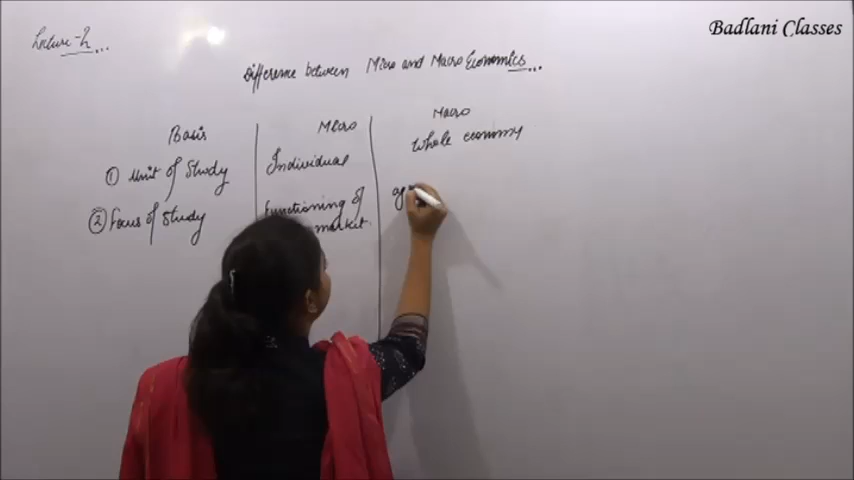 Badlani Classes
Lecture-2...
Difference between Micro and Macro Economics...
Basis Micro Macro
① Unit of Study Individual Whole economy
② Focus of Study functioning of
market